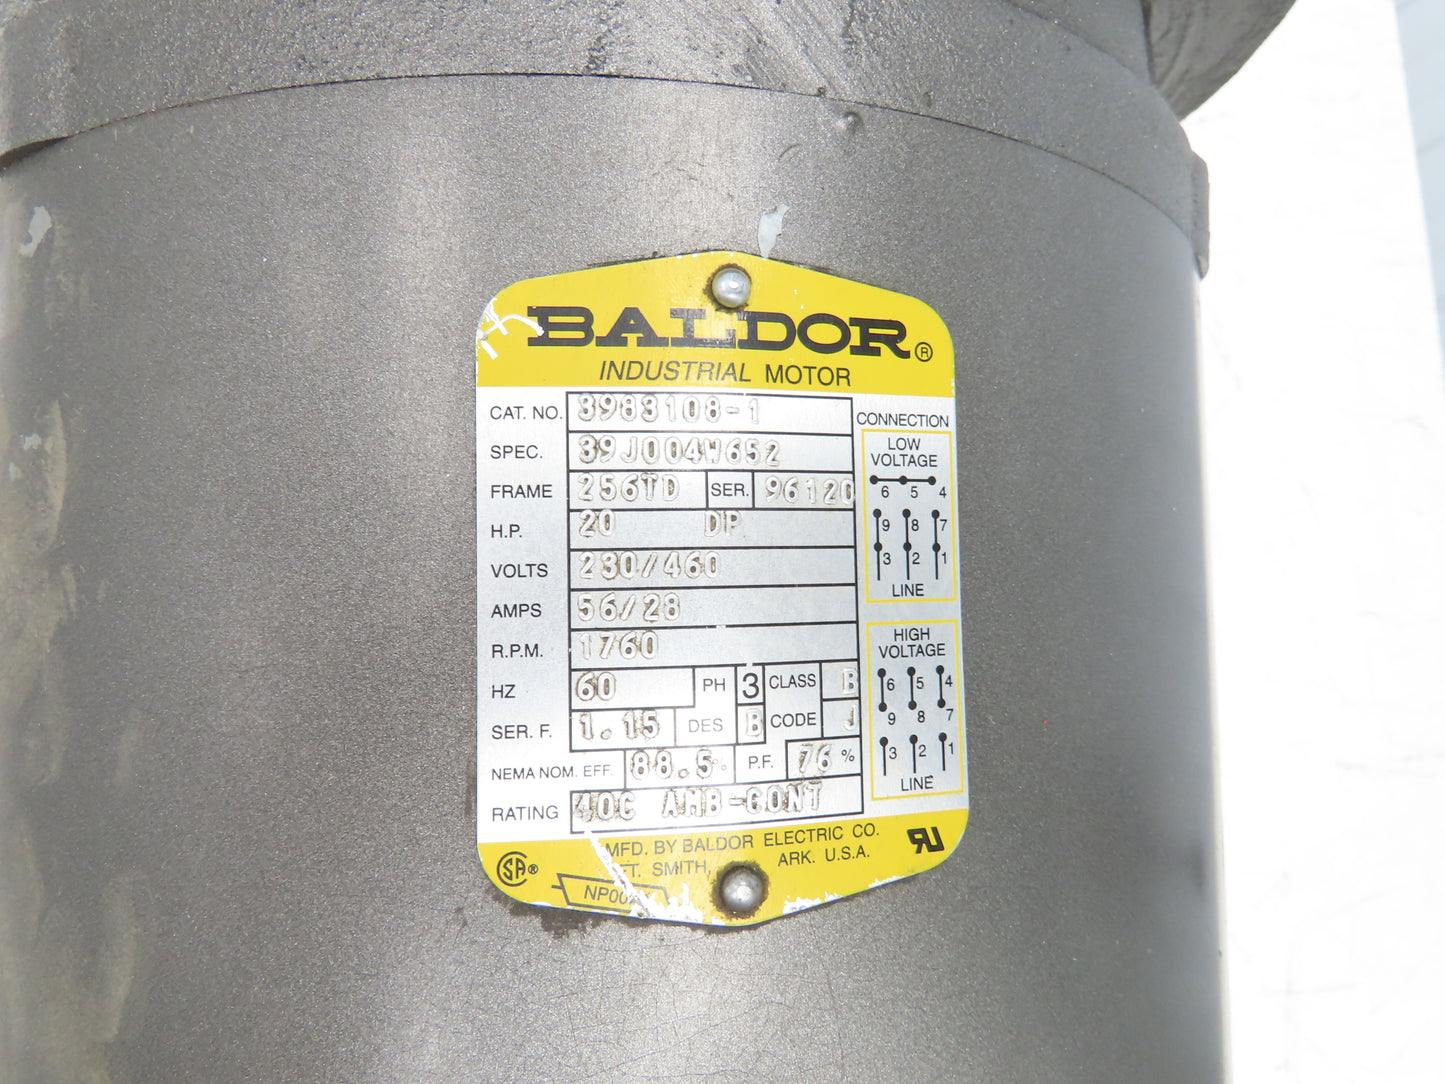 BALDOR®
INDUSTRIAL MOTOR
CAT. NO. 3983108-1
SPEC. 39J004W652
FRAME 256TD SER. 96120
H.P. 20 DP
VOLTS 230/460
AMPS 56/28
R.P.M. 1760
HZ 60 PH 3 CLASS B
SER. F. 1.15 DES B CODE J
NEMA NOM. EFF. 88.5 % P.F. 76 %
RATING 40C AMB-CONT
CONNECTION
LOW
VOLTAGE
6 5 4
9 8 7
3 2 1
LINE
HIGH
VOLTAGE
6 5 4
9 8 7
3 2 1
LINE
MFD. BY BALDOR ELECTRIC CO.
FT. SMITH, ARK. U.S.A.
SA®
RU